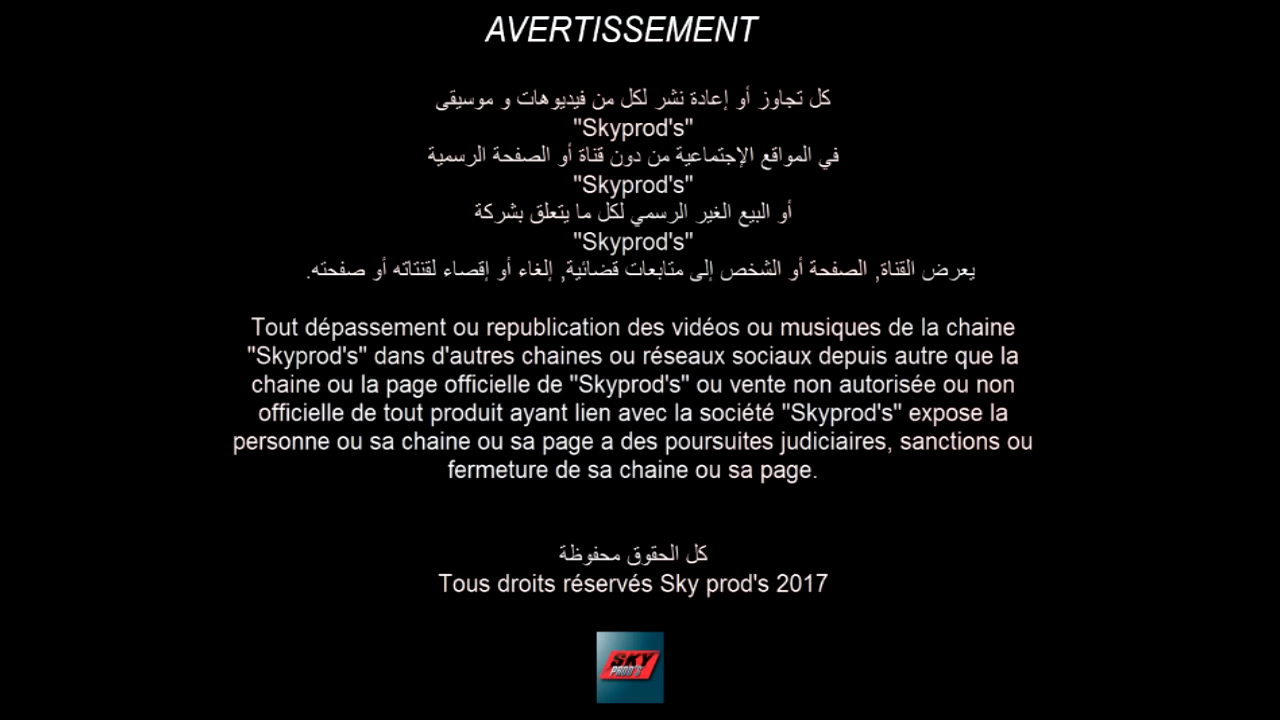 AVERTISSEMENT
كل تجاوز أو إعادة نشر لكل من فيديوهات و موسيقى
"Skyprod's"
في المواقع الإجتماعية من دون قناة أو الصفحة الرسمية
"Skyprod's"
أو البيع الغير الرسمي لكل ما يتعلق بشركة
"Skyprod's"
يعرض القناة, الصفحة أو الشخص إلى متابعات قضائية, إلغاء أو إقصاء لقنتاته أو صفحته.
Tout dépassement ou republication des vidéos ou musiques de la chaine
"Skyprod's" dans d'autres chaines ou réseaux sociaux depuis autre que la
chaine ou la page officielle de "Skyprod's" ou vente non autorisée ou non
officielle de tout produit ayant lien avec la société "Skyprod's" expose la
personne ou sa chaine ou sa page a des poursuites judiciaires, sanctions ou
fermeture de sa chaine ou sa page.
كل الحقوق محفوظة
Tous droits réservés Sky prod's 2017
SKY
PROD'S